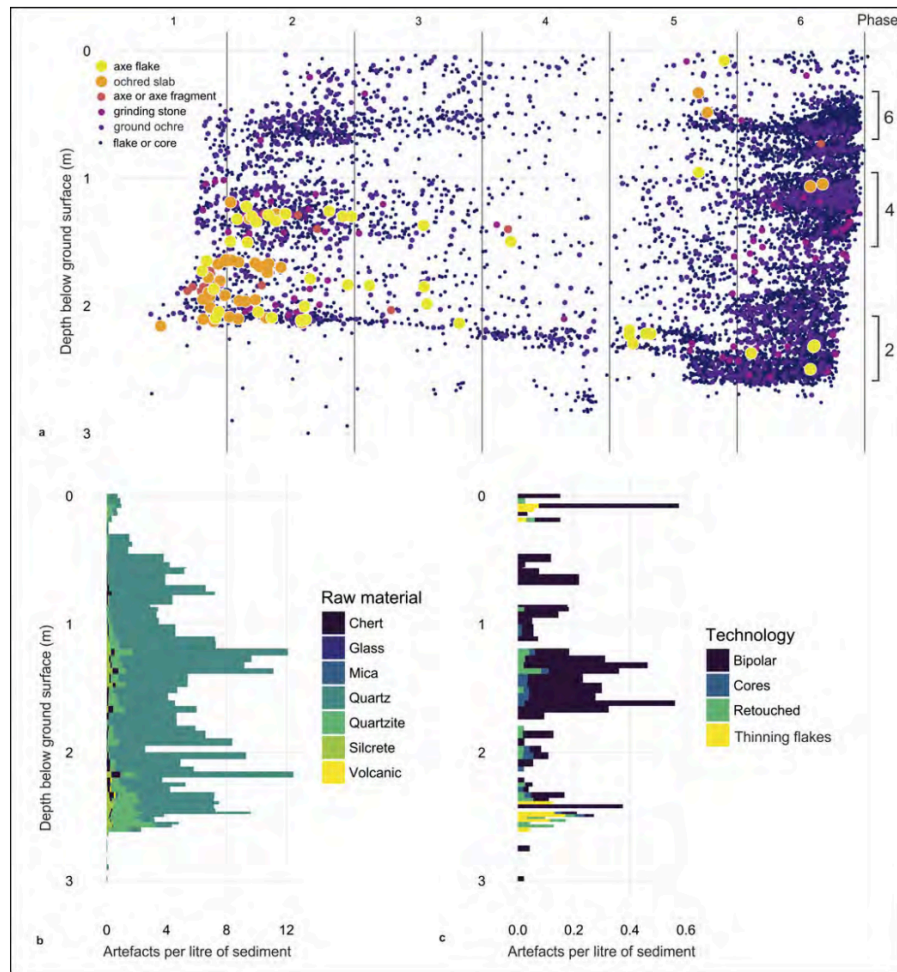 1 2 3 4 5 6 Phase
0
1
2
3
Depth below ground surface (m)
axe flake
ochred slab
axe or axe fragment
grinding stone
ground ochre
flake or core
6
4
2
a
0
1
2
3
Depth below ground surface (m)
Raw material
Chert
Glass
Mica
Quartz
Quartzite
Silcrete
Volcanic
0 4 8 12
b Artefacts per litre of sediment
0
1
2
3
Technology
Bipolar
Cores
Retouched
Thinning flakes
0.0 0.2 0.4 0.6
c Artefacts per litre of sediment